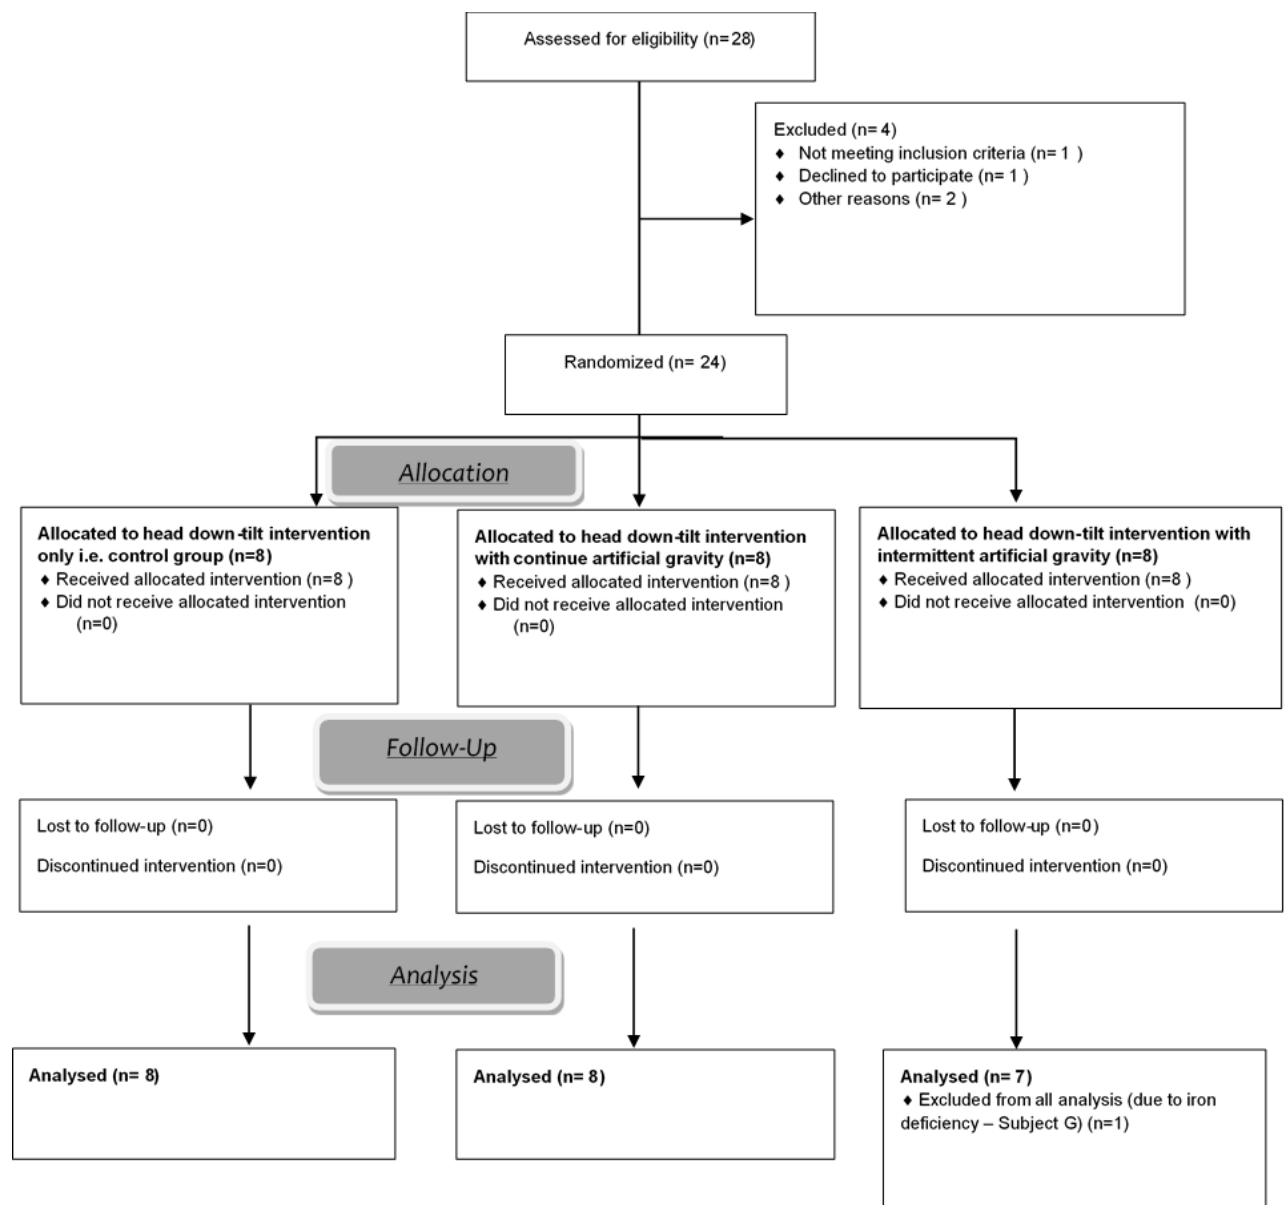 Assessed for eligibility (n=28)
Excluded (n= 4)
♦ Not meeting inclusion criteria (n= 1 )
♦ Declined to participate (n= 1 )
♦ Other reasons (n= 2 )
Randomized (n= 24)
Allocation
Allocated to head down-tilt intervention
only i.e. control group (n=8)
♦ Received allocated intervention (n=8 )
♦ Did not receive allocated intervention
(n=0)
Allocated to head down-tilt intervention
with continue artificial gravity (n=8)
♦ Received allocated intervention (n=8 )
♦ Did not receive allocated intervention
(n=0)
Allocated to head down-tilt intervention with
intermittent artificial gravity (n=8)
♦ Received allocated intervention (n=8 )
♦ Did not receive allocated intervention (n=0)
Follow-Up
Lost to follow-up (n=0)
Discontinued intervention (n=0)
Lost to follow-up (n=0)
Discontinued intervention (n=0)
Lost to follow-up (n=0)
Discontinued intervention (n=0)
Analysis
Analysed (n= 8)
Analysed (n= 8)
Analysed (n= 7)
♦ Excluded from all analysis (due to iron
deficiency – Subject G) (n=1)